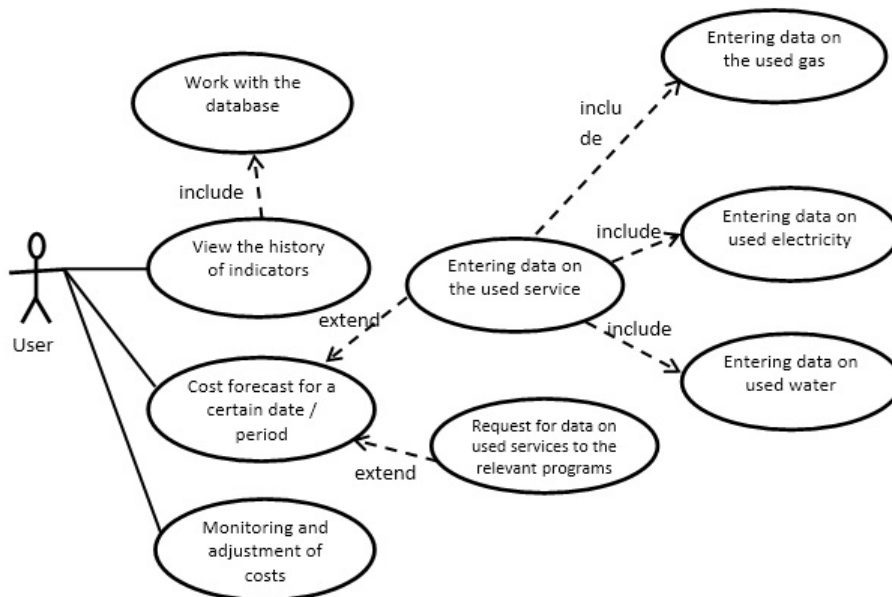 Entering data on
the used gas
Work with the
database
inclu
de
include
Entering data on
used electricity
include
View the history
of indicators
Entering data on
the used service
extend
include
User
Entering data on
used water
Cost forecast for a
certain date /
period
Request for data on
used services to the
relevant programs
extend
Monitoring and
adjustment of
costs